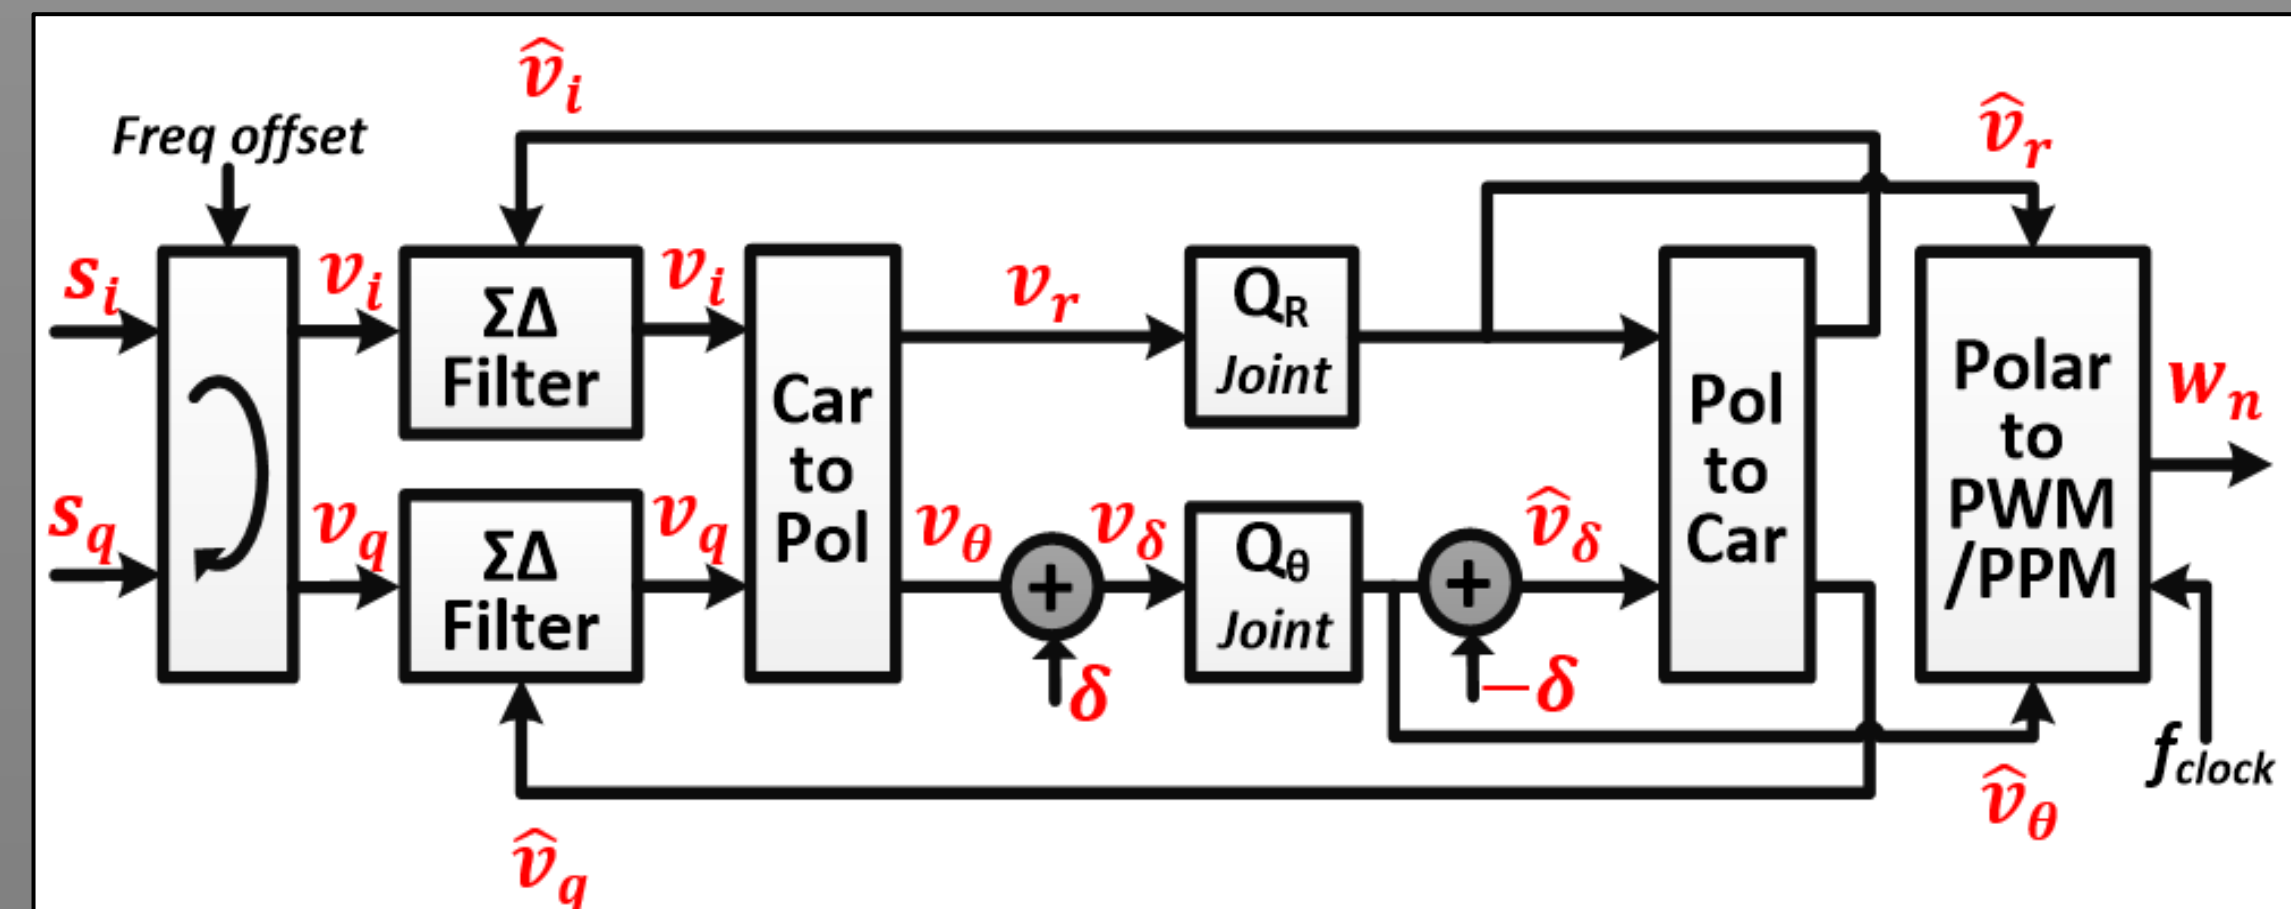 v̂i
Freq offset
v̂r
si
vi
ΣΔ
Filter
vi
Car
to
Pol
vr
QR
Joint
Pol
to
Car
Polar
to
PWM
/PPM
wn
sq
vq
ΣΔ
Filter
vq
vθ
+
vδ
δ
Qθ
Joint
+
v̂δ
−δ
fclock
v̂θ
v̂q